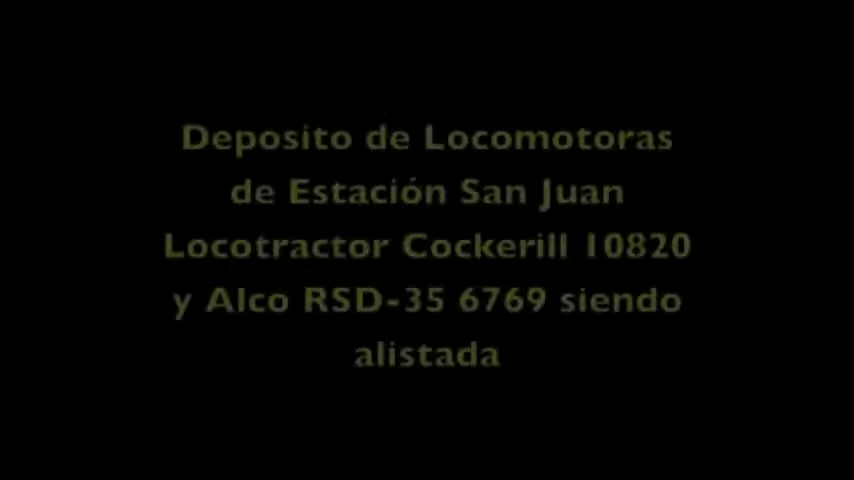 Deposito de Locomotoras
de Estación San Juan
Locotractor Cockerill 10820
y Alco RSD-35 6769 siendo
alistada